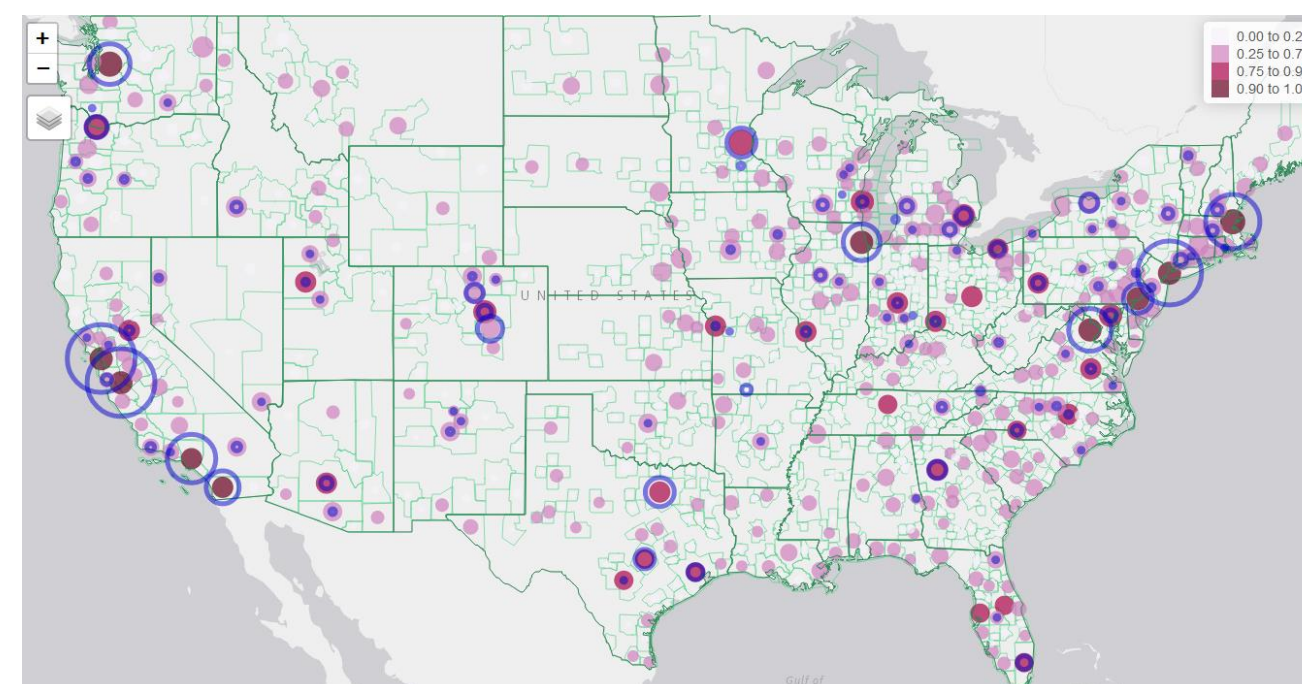 +
−
0.00 to 0.2
0.25 to 0.7
0.75 to 0.9
0.90 to 1.0
UNITED STATES
Gulf of